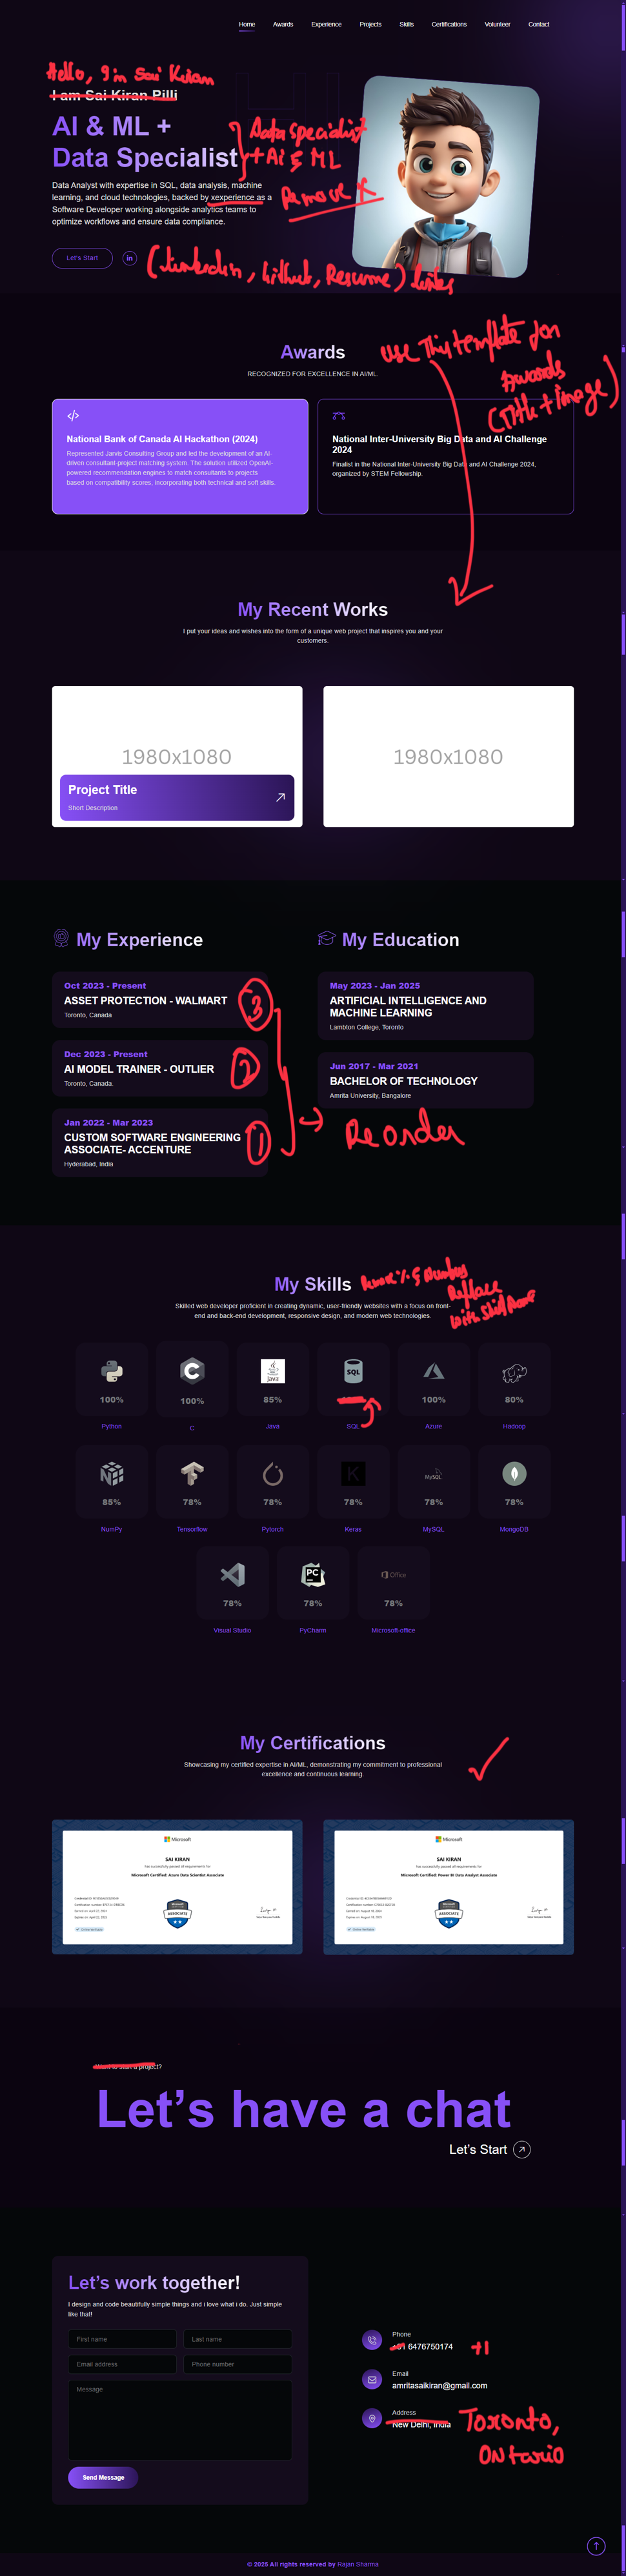 Home Awards Experience Projects Skills Certifications Volunteer Contact
Hello, I'm Sai Kiran
I am Sai Kiran Pilli
AI & ML +
Data Specialist
Data specialist
+ AI & ML
Data Analyst with expertise in SQL, data analysis, machine
learning, and cloud technologies, backed by xexperience as a
Software Developer working alongside analytics teams to
optimize workflows and ensure data compliance.
Remove x
Let's Start
in
(Linkedin, Github, Resume) links
Awards
RECOGNIZED FOR EXCELLENCE IN AI/ML.
Use This template for
Awards
(Title + image)
National Bank of Canada AI Hackathon (2024)
Represented Jarvis Consulting Group and led the development of an AI-
driven consultant-project matching system. The solution utilized OpenAI-
powered recommendation engines to match consultants to projects
based on compatibility scores, incorporating both technical and soft skills.
National Inter-University Big Data and AI Challenge
2024
Finalist in the National Inter-University Big Data and AI Challenge 2024,
organized by STEM Fellowship.
My Recent Works
I put your ideas and wishes into the form of a unique web project that inspires you and your
customers.
1980x1080
Project Title
Short Description
1980x1080
My Experience
Oct 2023 - Present
ASSET PROTECTION - WALMART
Toronto, Canada
3
Dec 2023 - Present
AI MODEL TRAINER - OUTLIER
Toronto, Canada.
2
Jan 2022 - Mar 2023
CUSTOM SOFTWARE ENGINEERING
ASSOCIATE- ACCENTURE
Hyderabad, India
1
Reorder
My Education
May 2023 - Jan 2025
ARTIFICIAL INTELLIGENCE AND
MACHINE LEARNING
Lambton College, Toronto
Jun 2017 - Mar 2021
BACHELOR OF TECHNOLOGY
Amrita University, Bangalore
My Skills
Remove % & Numbers
Replace
with skill
Skilled web developer proficient in creating dynamic, user-friendly websites with a focus on front-
end and back-end development, responsive design, and modern web technologies.
Java SQL
100% 100% 85% 100% 80%
Python C Java SQL Azure Hadoop
K MySQL
85% 78% 78% 78% 78% 78%
NumPy Tensorflow Pytorch Keras MySQL MongoDB
PC Office
78% 78% 78%
Visual Studio PyCharm Microsoft-office
My Certifications
Showcasing my certified expertise in AI/ML, demonstrating my commitment to professional
excellence and continuous learning.
Microsoft
SAI KIRAN
has successfully passed all requirements for
Microsoft Certified: Azure Data Scientist Associate
ASSOCIATE
Microsoft
SAI KIRAN
has successfully passed all requirements for
Microsoft Certified: Power BI Data Analyst Associate
ASSOCIATE
Want to start a project?
Let's have a chat
Let's Start
Let's work together!
I design and code beautifully simple things and i love what i do. Just simple
like that!
First name Last name
Email address Phone number
Message
Send Message
Phone
+91 6476750174
+1
Email
amritasaikiran@gmail.com
Address
New Delhi, India
Toronto,
Ontario
© 2025 All rights reserved by Rajan Sharma